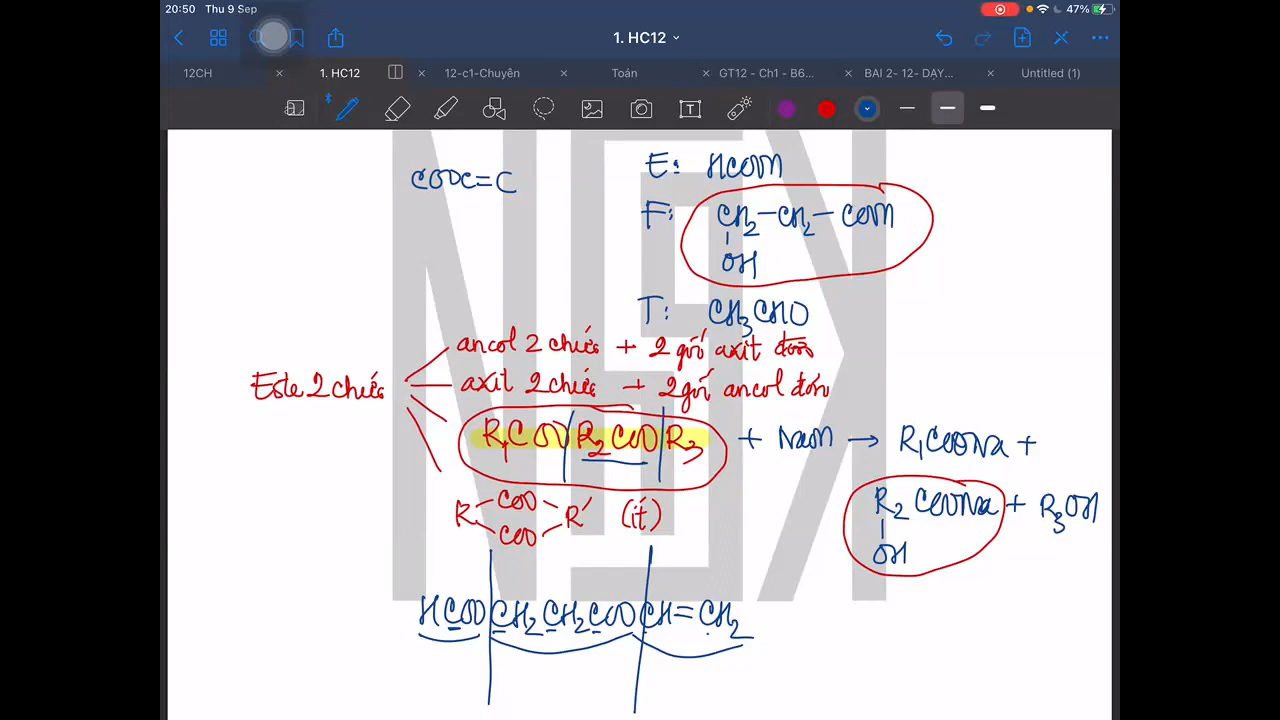 20:50 Thu 9 Sep
47%
1. HC12
12CH
1. HC12
12-c1-Chuyên
Toán
GT12 - Ch1 - B6...
BAI 2- 12- DẠY...
Untitled (1)
COOC=C
E: HCOOH
F: CH2-CH2-COOH
OH
T: CH3CHO
Este 2 chức
ancol 2 chức + 2 gốc axit đơn
axit 2 chức + 2 gốc ancol đơn
R1COO R2COO R3 + NaOH → R1COONa +
R2COONa + R3OH
OH
R COO R' (ít)
COO
HCOO CH2CH2COO CH=CH2